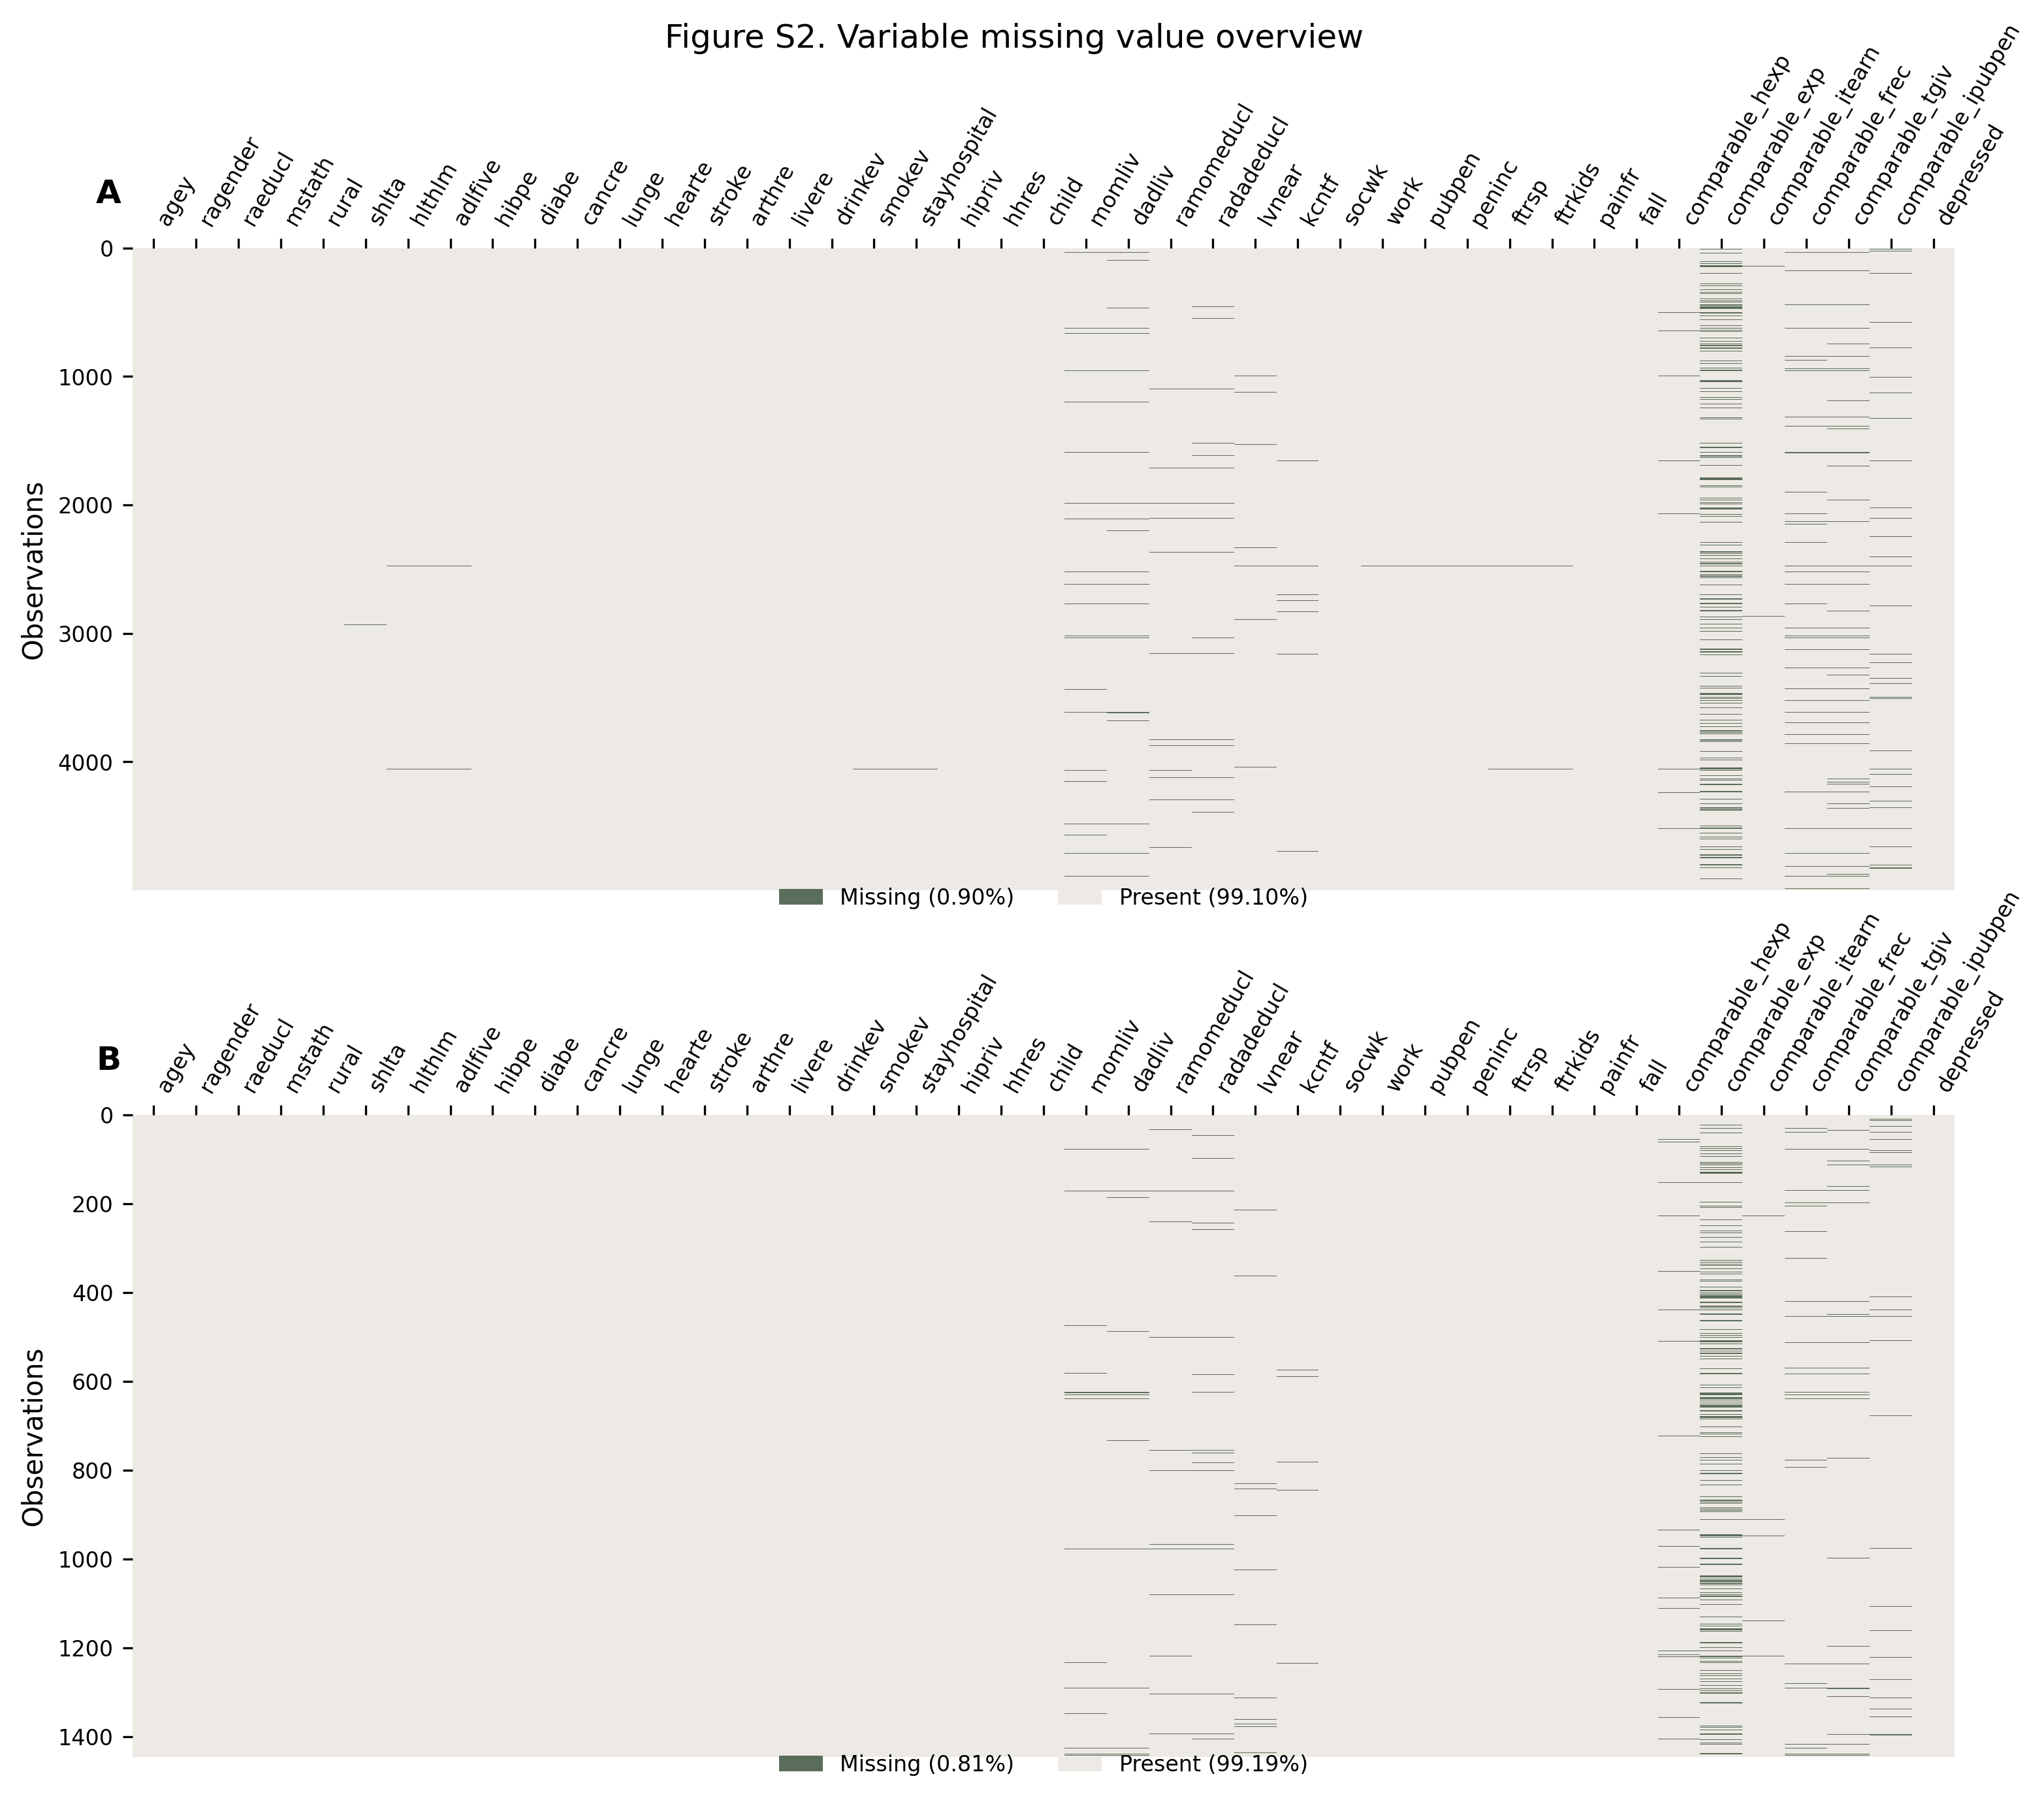 Figure S2. Variable missing value overview
A
agey
ragender
raeducl
mstath
rural
shlta
hlthlm
adlfive
hibpe
diabe
cancre
lunge
hearte
stroke
arthre
livere
drinkev
smokev
stayhospital
hipriv
hhres
child
momliv
dadliv
ramomeducl
radadeducl
lvnear
kcntf
socwk
work
pubpen
peninc
ftrsp
ftrkids
painfr
fall
comparable_hexp
comparable_exp
comparable_itearn
comparable_frec
comparable_tgiv
comparable_ipubpen
depressed
Observations
0
1000
2000
3000
4000
Missing (0.90%)
Present (99.10%)
B
agey
ragender
raeducl
mstath
rural
shlta
hlthlm
adlfive
hibpe
diabe
cancre
lunge
hearte
stroke
arthre
livere
drinkev
smokev
stayhospital
hipriv
hhres
child
momliv
dadliv
ramomeducl
radadeducl
lvnear
kcntf
socwk
work
pubpen
peninc
ftrsp
ftrkids
painfr
fall
comparable_hexp
comparable_exp
comparable_itearn
comparable_frec
comparable_tgiv
comparable_ipubpen
depressed
Observations
0
200
400
600
800
1000
1200
1400
Missing (0.81%)
Present (99.19%)